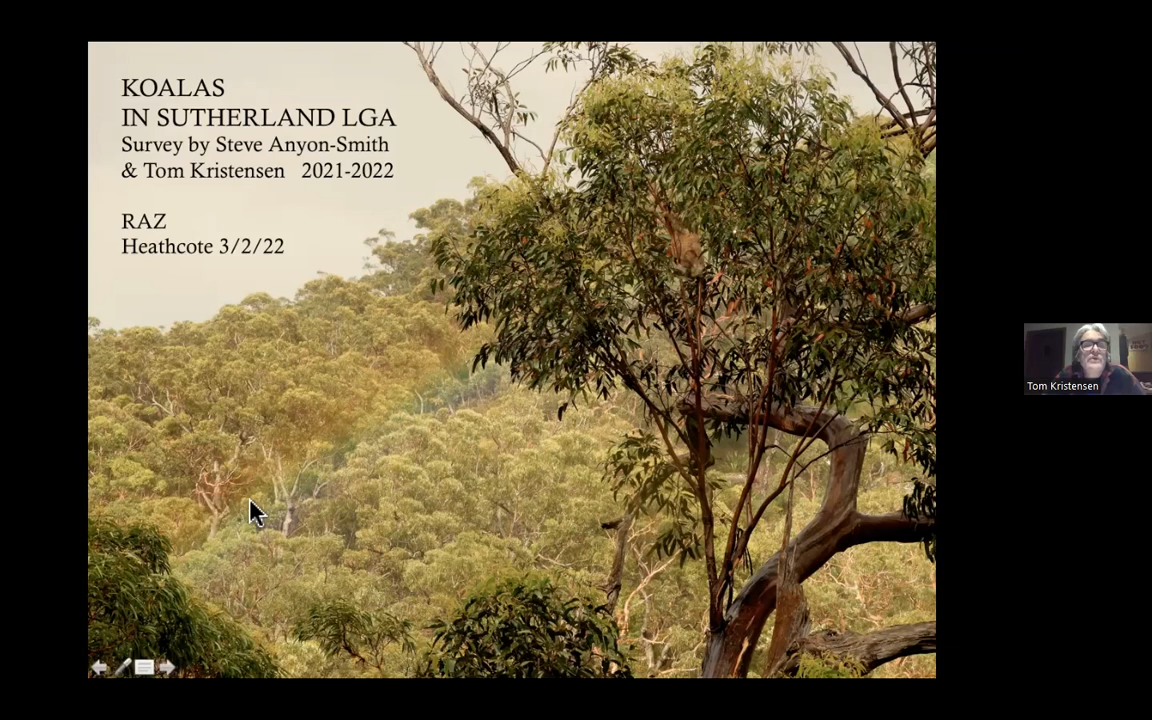 KOALAS
IN SUTHERLAND LGA
Survey by Steve Anyon-Smith
& Tom Kristensen 2021-2022
RAZ
Heathcote 3/2/22
Tom Kristensen